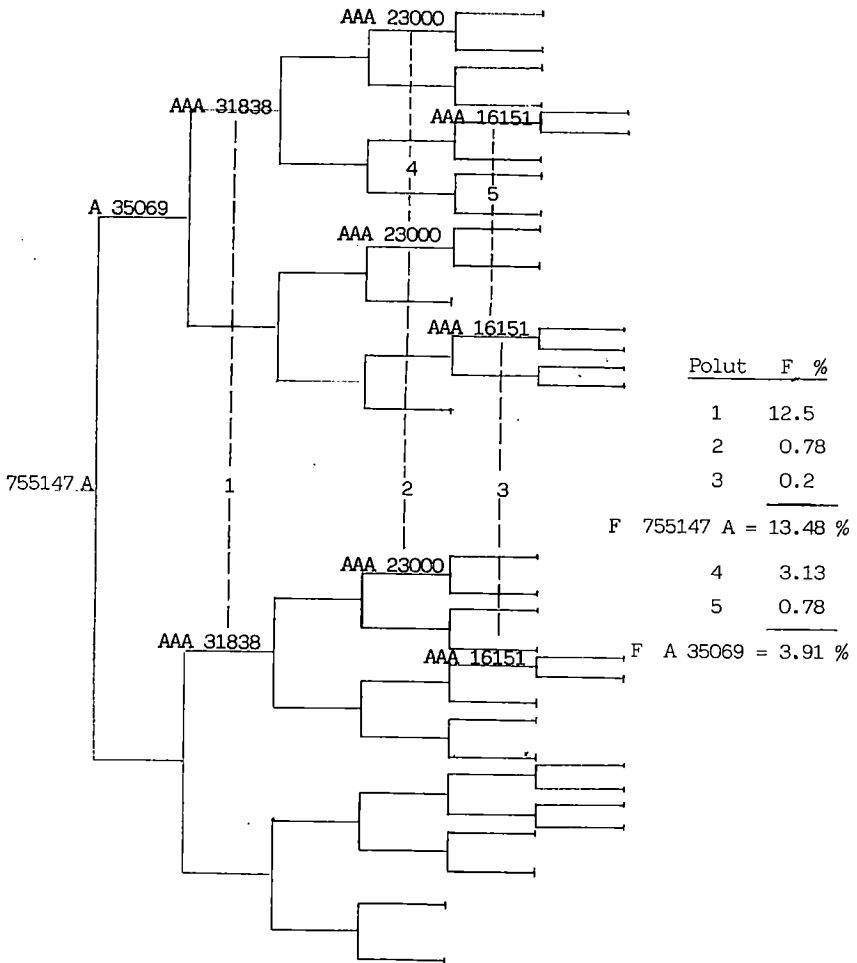 AAA 23000
AAA 31838
AAA 16151
4
5
A 35069
AAA 23000
AAA 16151
Polut F %
1 12.5
2 0.78
3 0.2
755147 A
1
2
3
F 755147 A = 13.48 %
AAA 23000
4 3.13
5 0.78
AAA 31838
AAA 16151
F A 35069 = 3.91 %